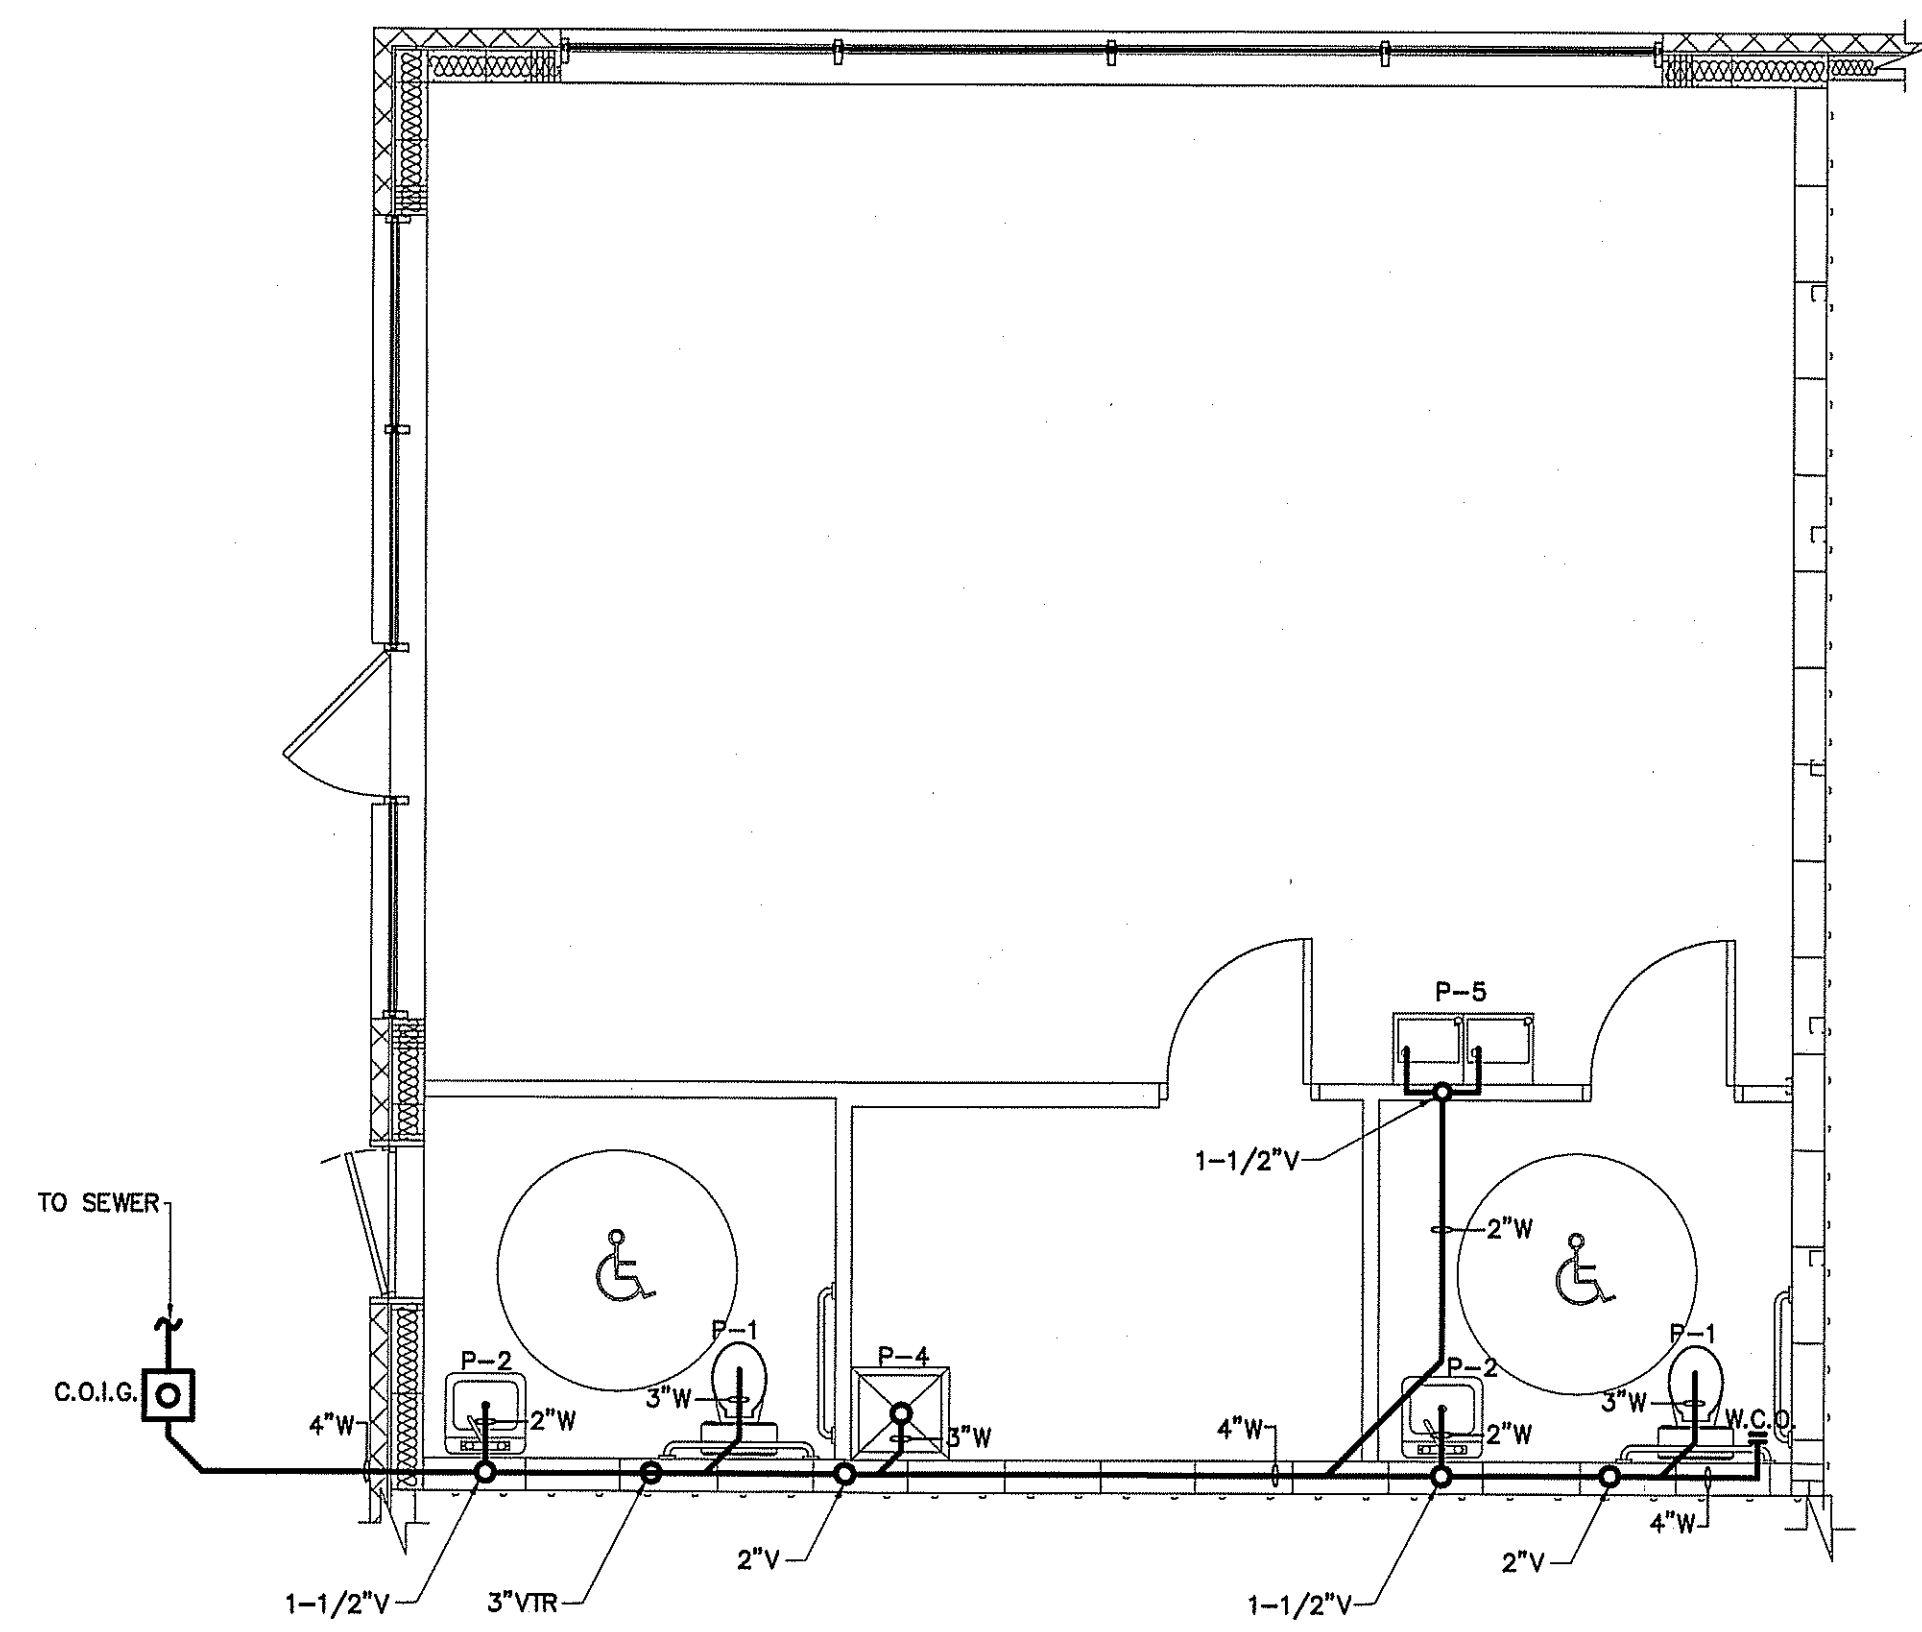 P-5
1-1/2"V
TO SEWER
2"W
P-1
P-1
P-2
P-4
P-2
C.O.I.G.
3"W
3"W
4"W
2"W
3"W
4"W
2"W
W.C.O.
4"W
2"V
2"V
1-1/2"V
3"VTR
1-1/2"V